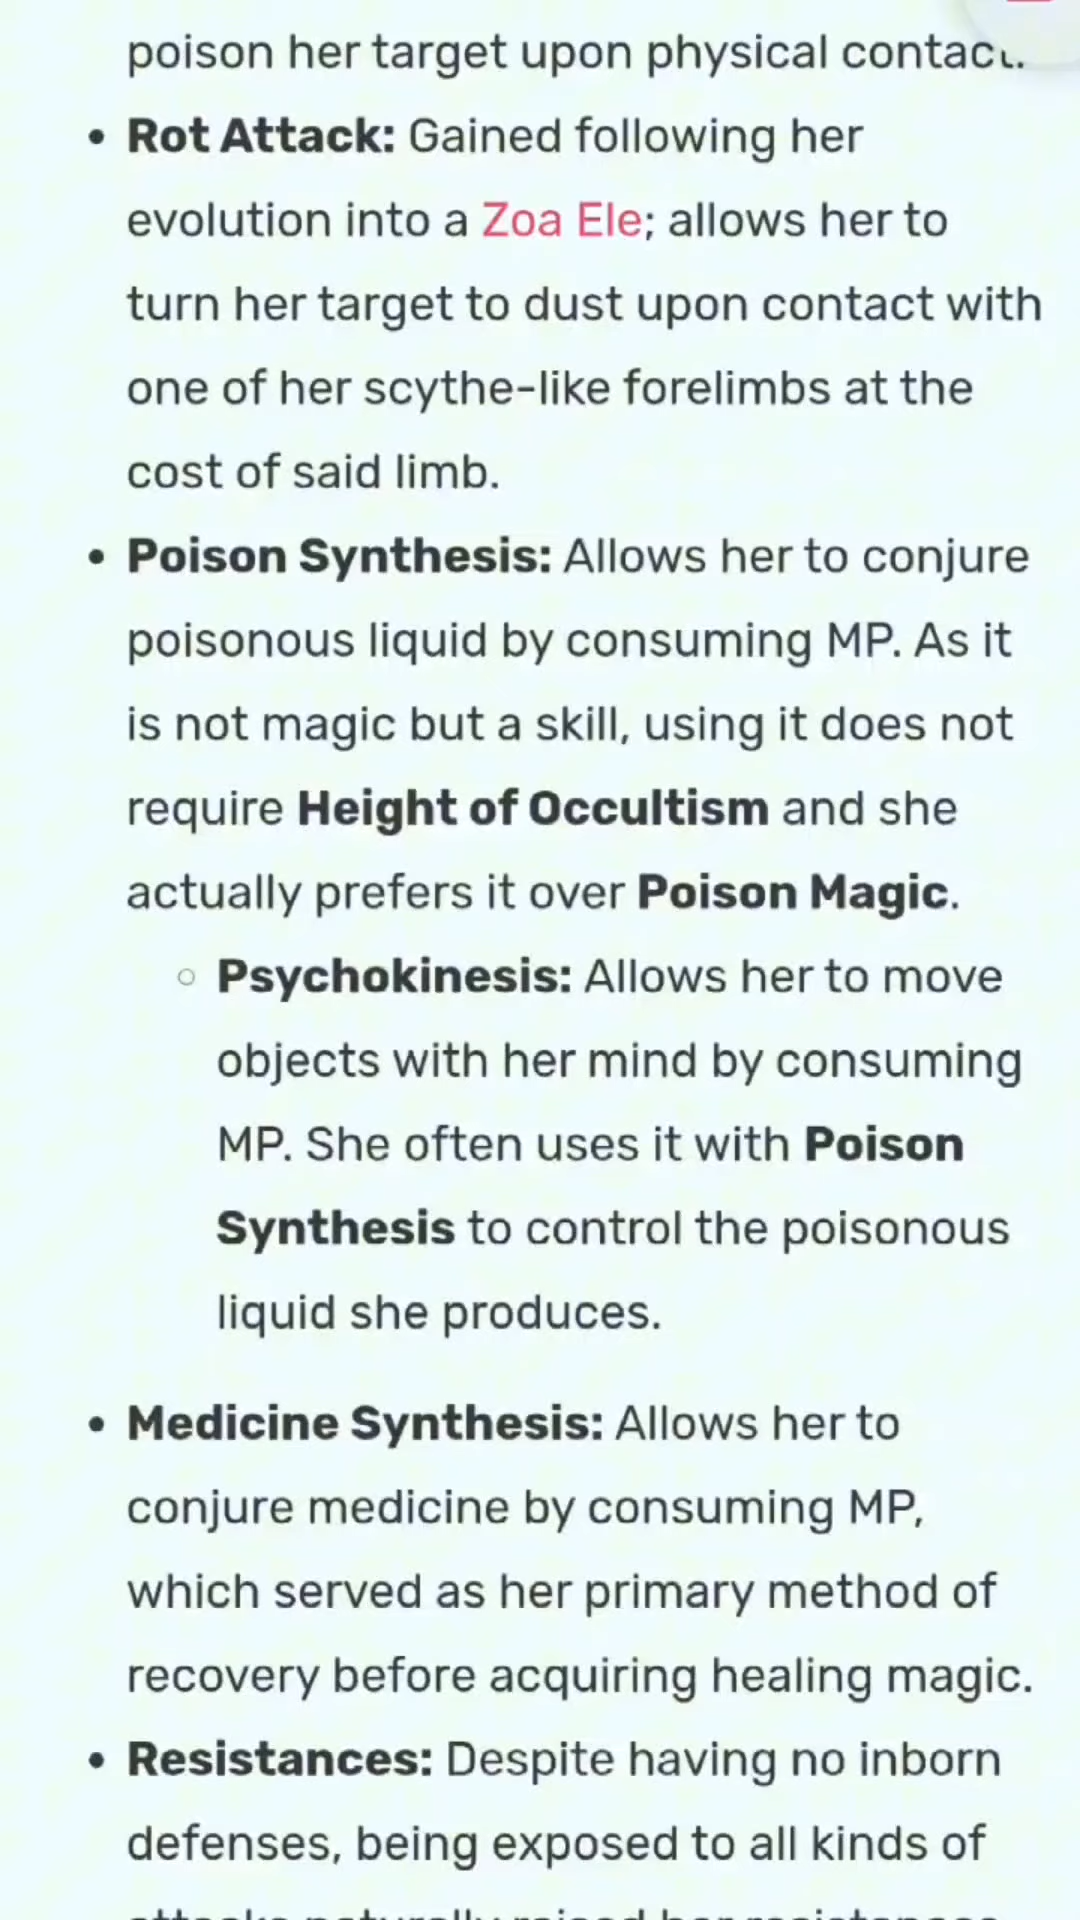 poison her target upon physical contact.
• Rot Attack: Gained following her
evolution into a Zoa Ele; allows her to
turn her target to dust upon contact with
one of her scythe-like forelimbs at the
cost of said limb.
• Poison Synthesis: Allows her to conjure
poisonous liquid by consuming MP. As it
is not magic but a skill, using it does not
require Height of Occultism and she
actually prefers it over Poison Magic.
○ Psychokinesis: Allows her to move
objects with her mind by consuming
MP. She often uses it with Poison
Synthesis to control the poisonous
liquid she produces.
• Medicine Synthesis: Allows her to
conjure medicine by consuming MP,
which served as her primary method of
recovery before acquiring healing magic.
• Resistances: Despite having no inborn
defenses, being exposed to all kinds of
attacks naturally raised her resistances